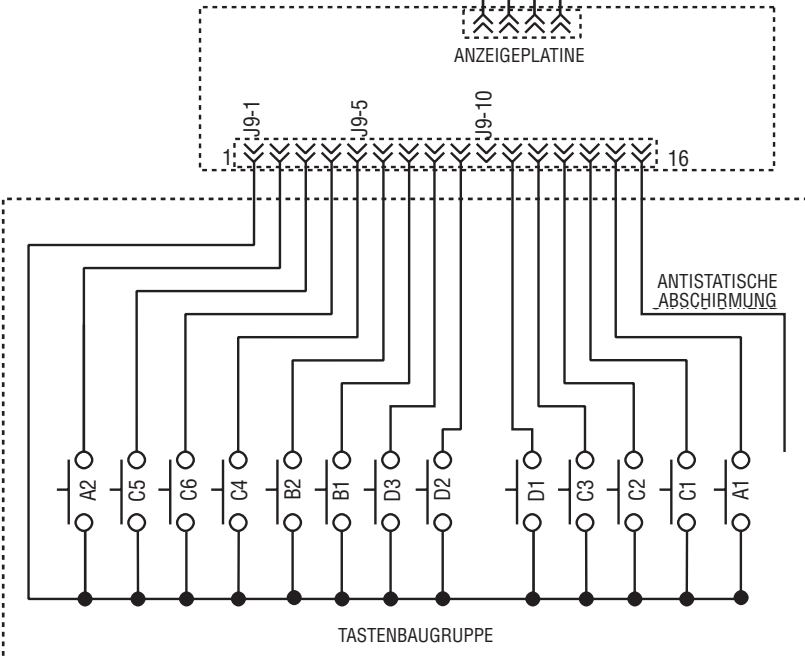 ANZEIGEPLATINE
J9-1
J9-5
J9-10
1
16
ANTISTATISCHE
ABSCHIRMUNG
A2
C5
C6
C4
B2
B1
D3
D2
D1
C3
C2
C1
A1
TASTENBAUGRUPPE